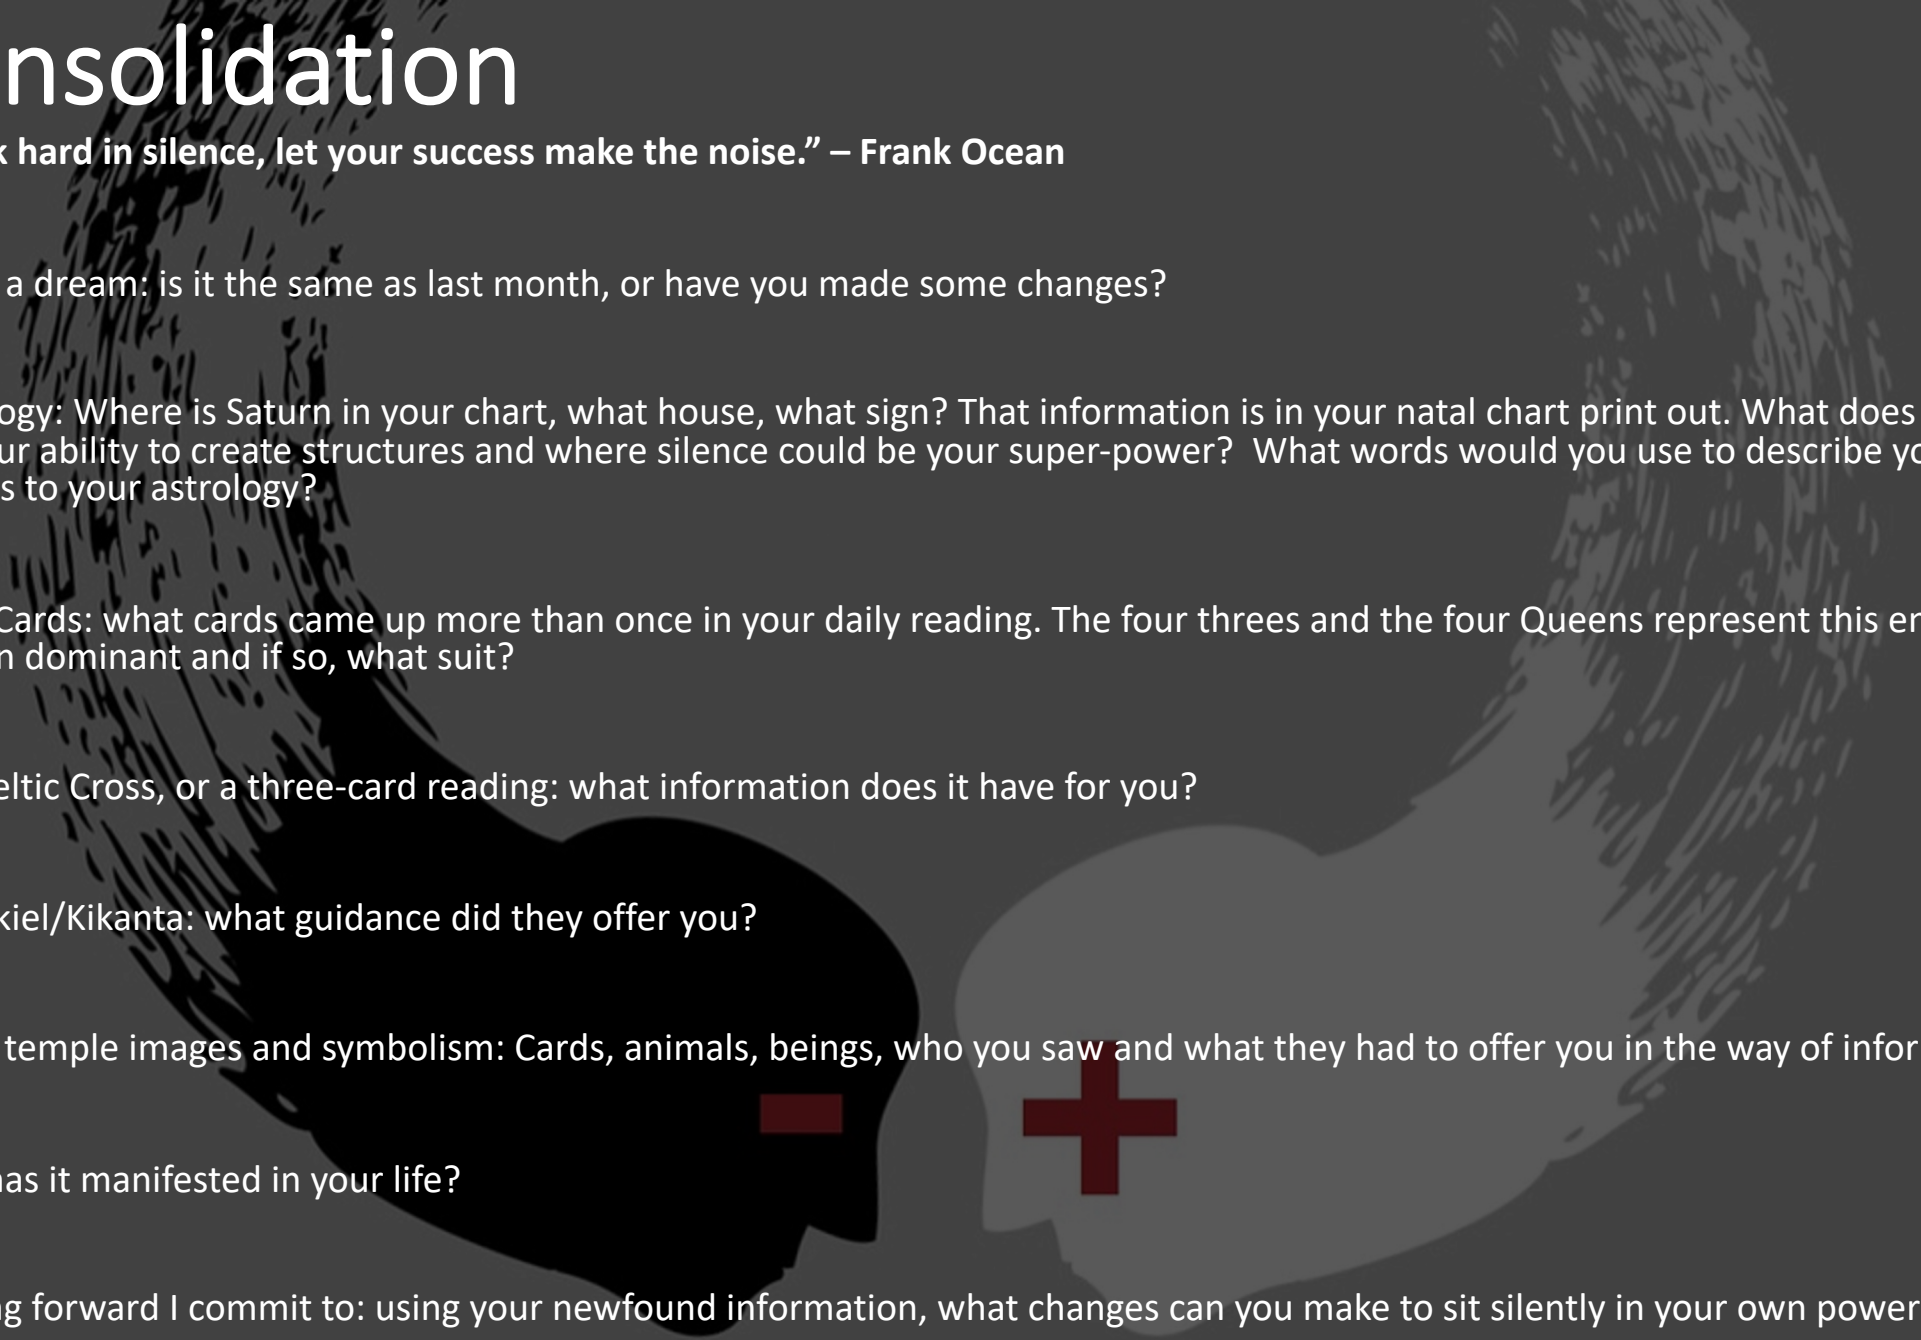 nsolidation
k hard in silence, let your success make the noise.” – Frank Ocean
a dream: is it the same as last month, or have you made some changes?
ogy: Where is Saturn in your chart, what house, what sign? That information is in your natal chart print out. What does
ur ability to create structures and where silence could be your super-power?  What words would you use to describe yo
s to your astrology?
Cards: what cards came up more than once in your daily reading. The four threes and the four Queens represent this en
n dominant and if so, what suit?
eltic Cross, or a three-card reading: what information does it have for you?
kiel/Kikanta: what guidance did they offer you?
temple images and symbolism: Cards, animals, beings, who you saw and what they had to offer you in the way of infor
has it manifested in your life?
ng forward I commit to: using your newfound information, what changes can you make to sit silently in your own power